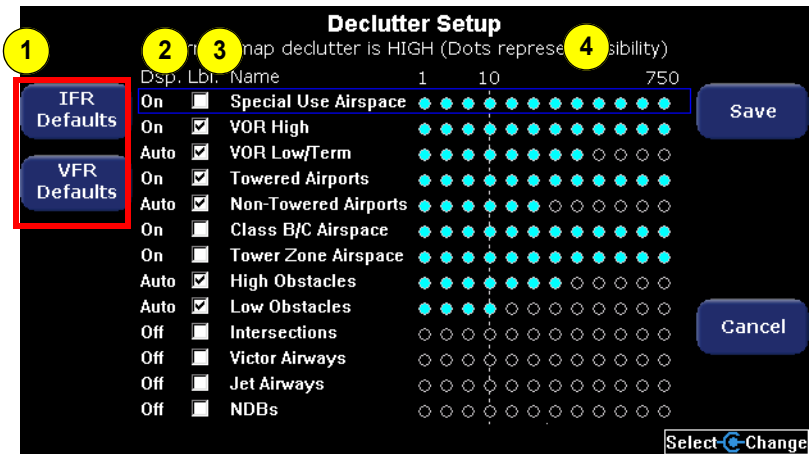 Declutter Setup
1 2 3 map declutter is HIGH (Dots 4
Dsp. Lbl. Name 1 10 750
IFR Defaults
VFR Defaults
On Special Use Airspace
On VOR High
Auto VOR Low/Term
On Towered Airports
Auto Non-Towered Airports
On Class B/C Airspace
On Tower Zone Airspace
Auto High Obstacles
Auto Low Obstacles
Off Intersections
Off Victor Airways
Off Jet Airways
Off NDBs
Save
Cancel
Select Change